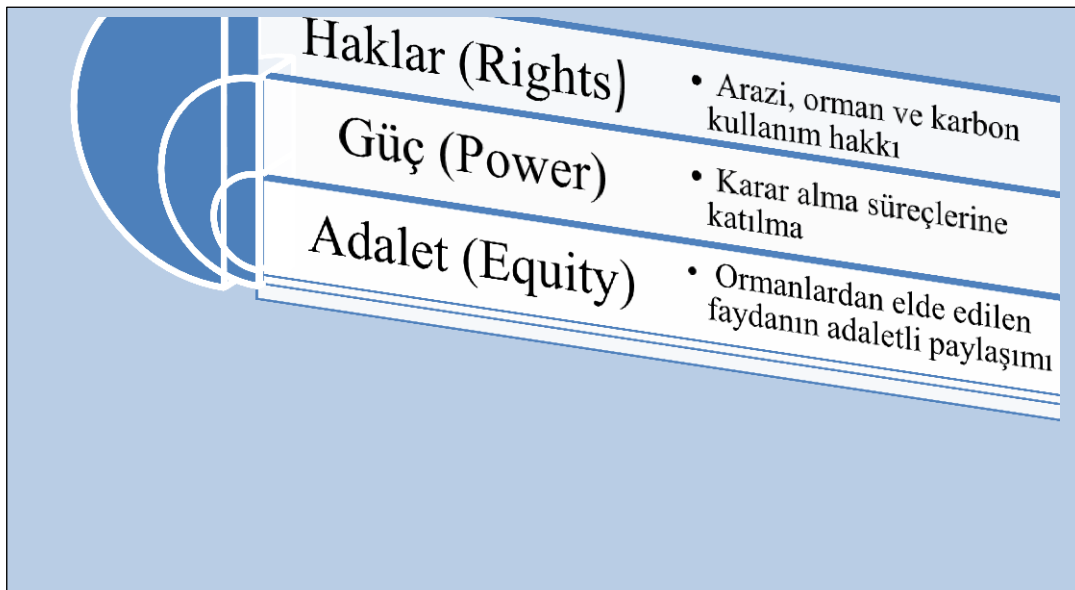 Haklar (Rights)
• Arazi, orman ve karbon
kullanım hakkı
Güç (Power)
• Karar alma süreçlerine
katılma
Adalet (Equity)
• Ormanlardan elde edilen
faydanın adaletli paylaşımı